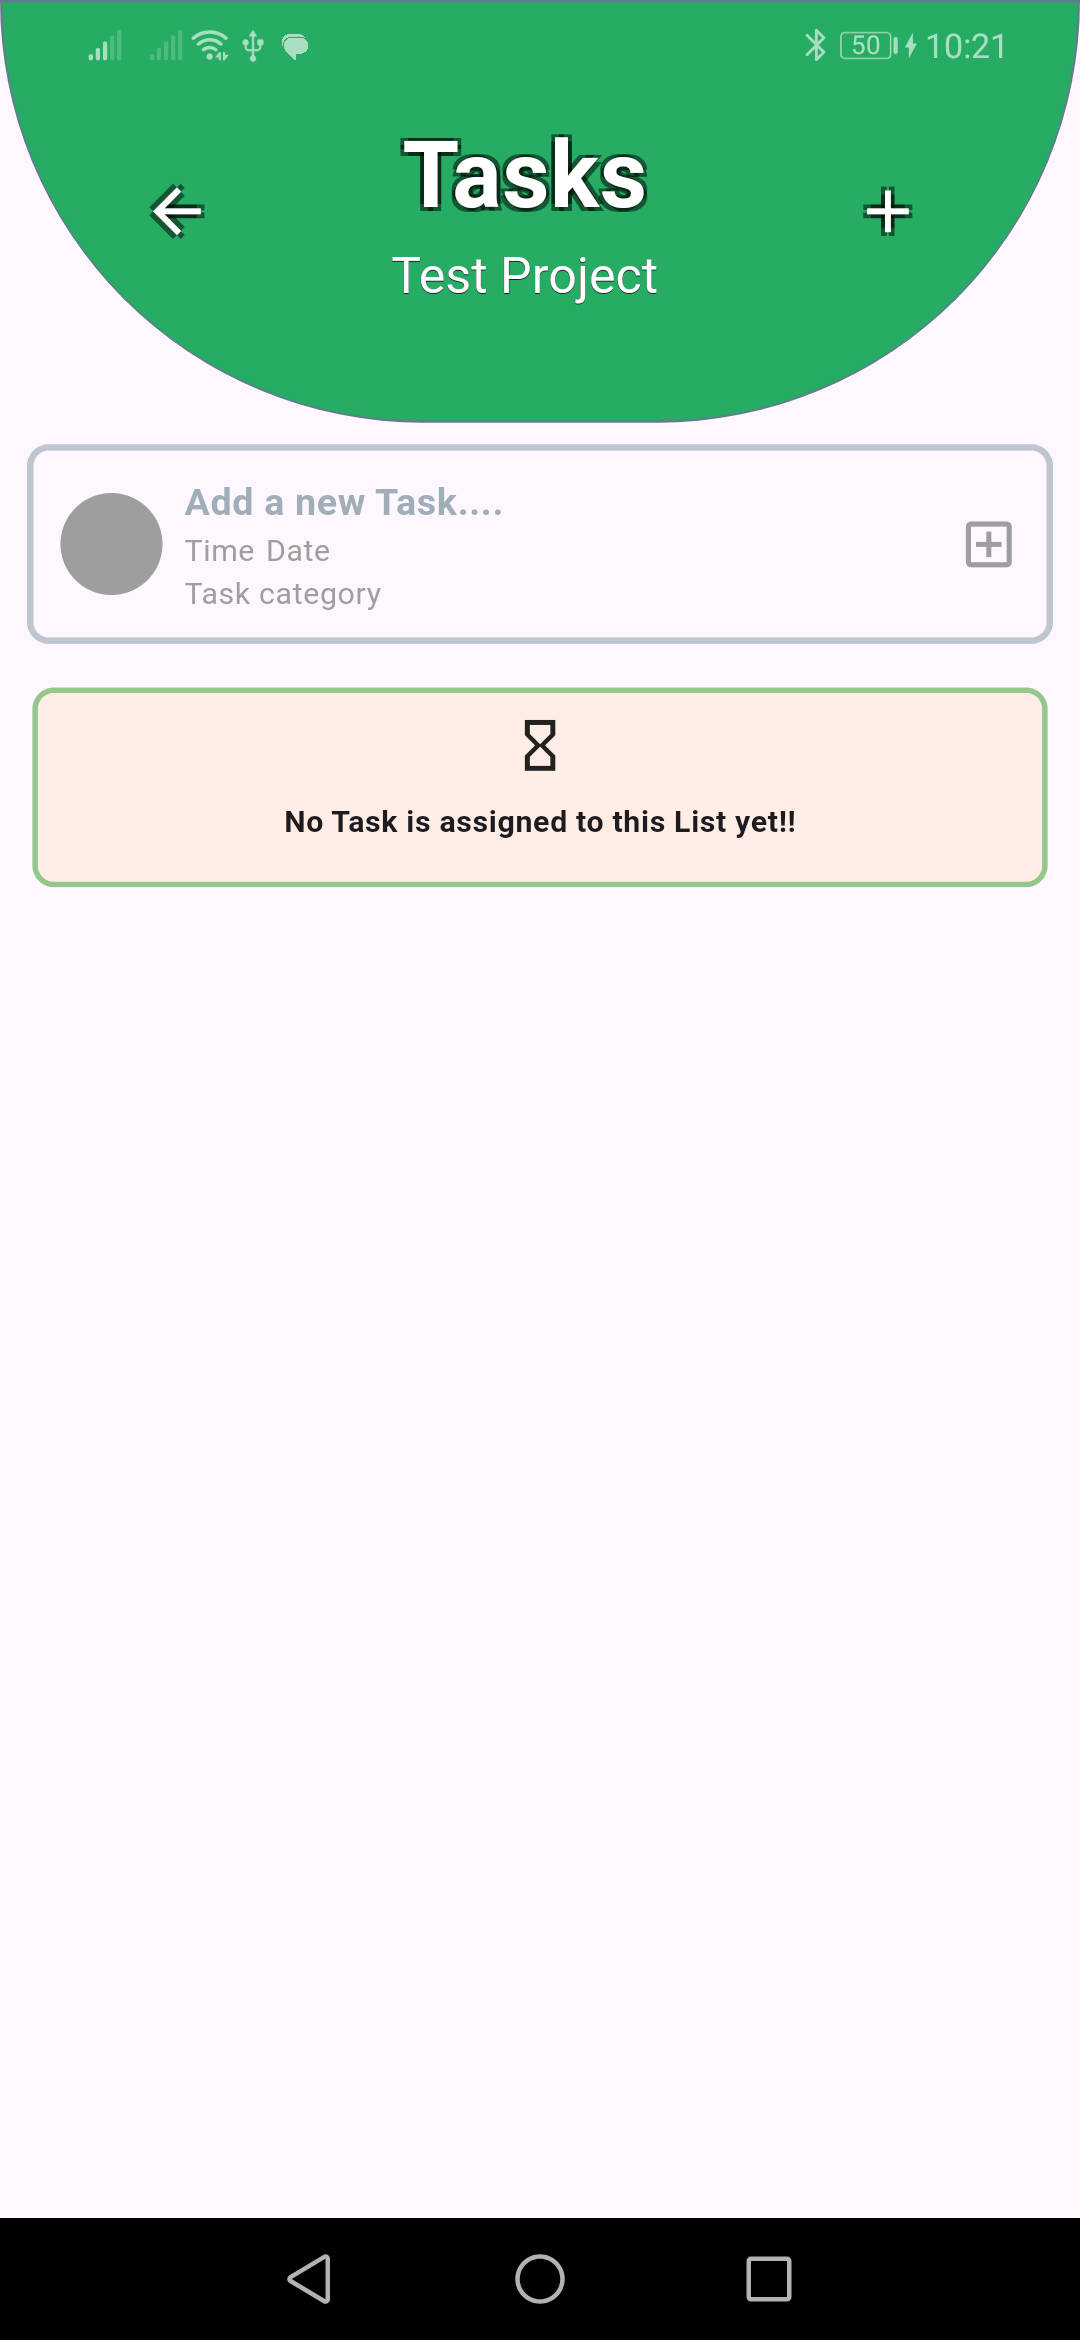 50 10:21
Tasks
Test Project
Add a new Task....
Time Date
Task category
No Task is assigned to this List yet!!